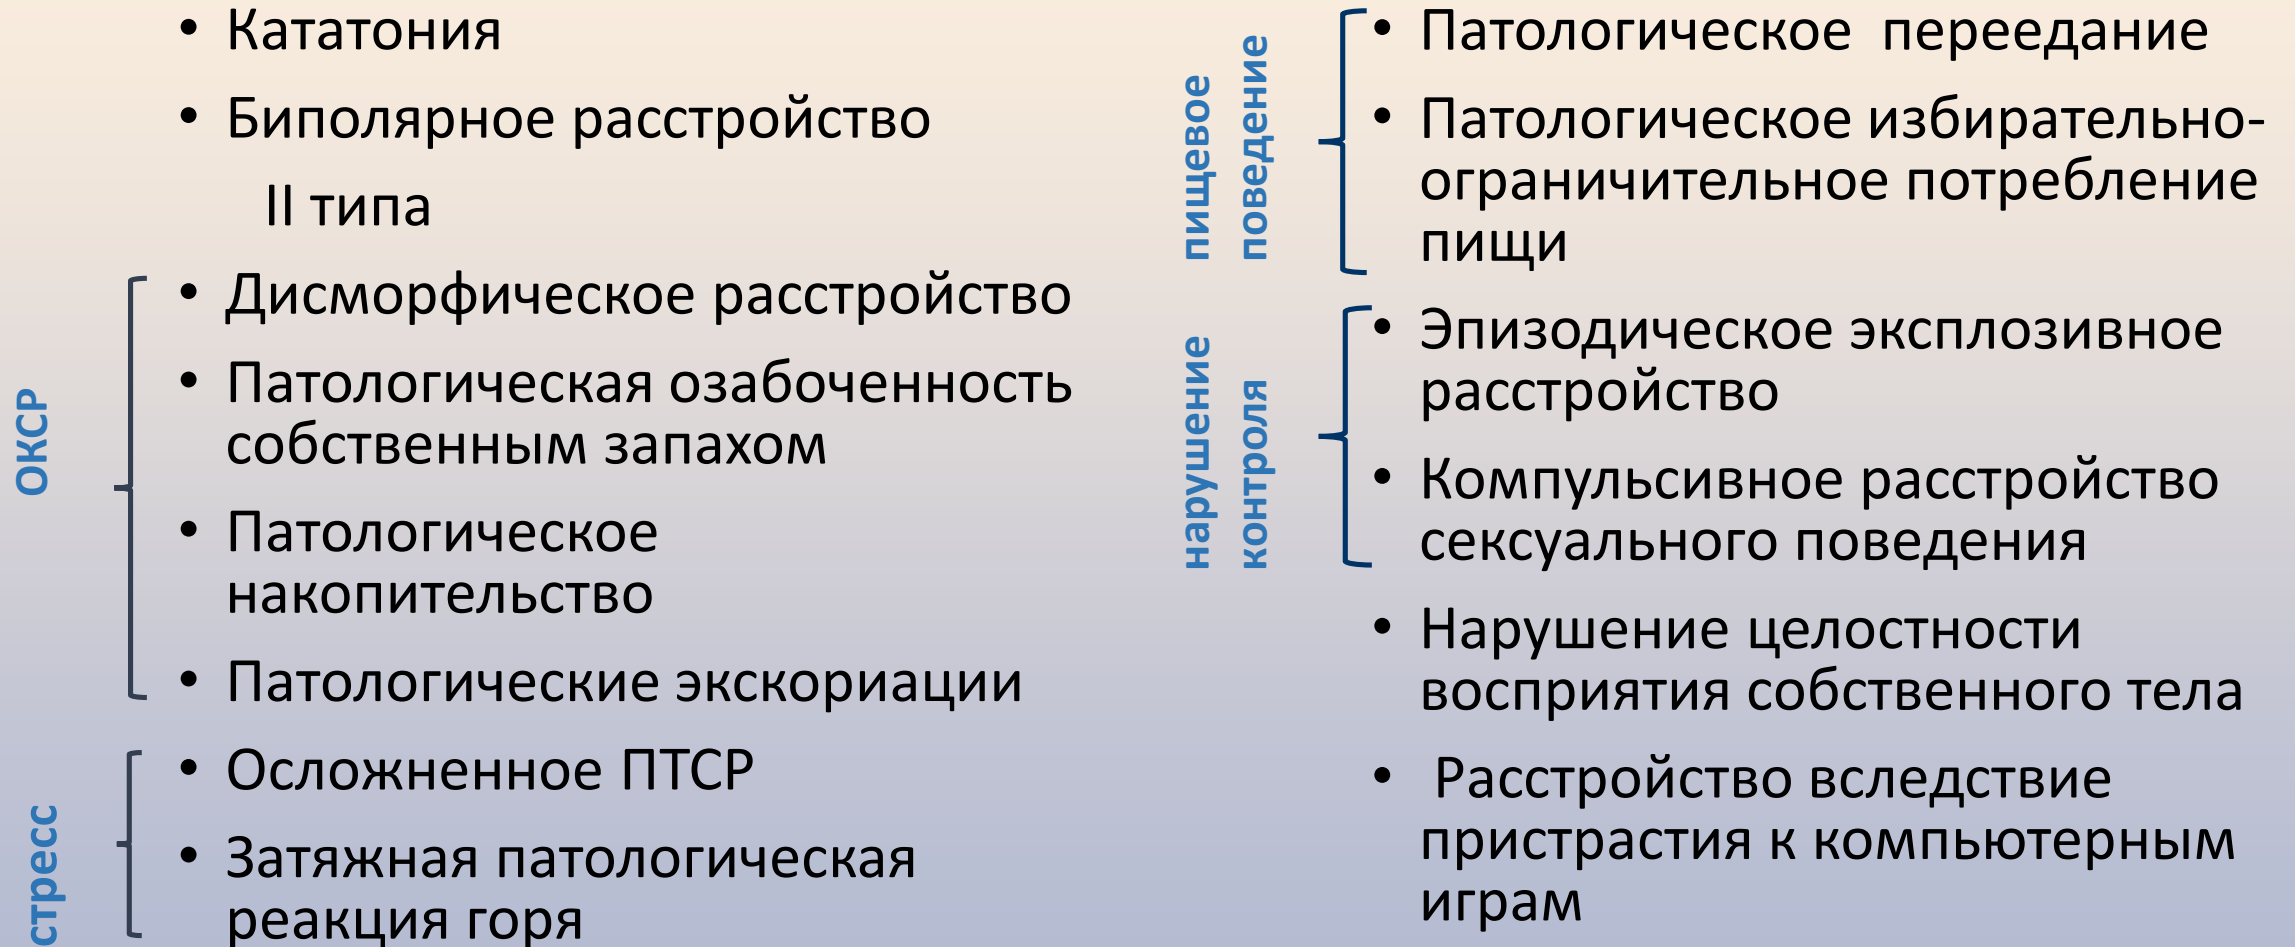 • Кататония
• Биполярное расстройство
II типа
ОКСР
• Дисморфическое расстройство
• Патологическая озабоченность
собственным запахом
• Патологическое
накопительство
• Патологические экскориации
стресс
• Осложненное ПТСР
• Затяжная патологическая
реакция горя
пищевое
поведение
• Патологическое переедание
• Патологическое избирательно-
ограничительное потребление
пищи
нарушение
контроля
• Эпизодическое эксплозивное
расстройство
• Компульсивное расстройство
сексуального поведения
• Нарушение целостности
восприятия собственного тела
• Расстройство вследствие
пристрастия к компьютерным
играм